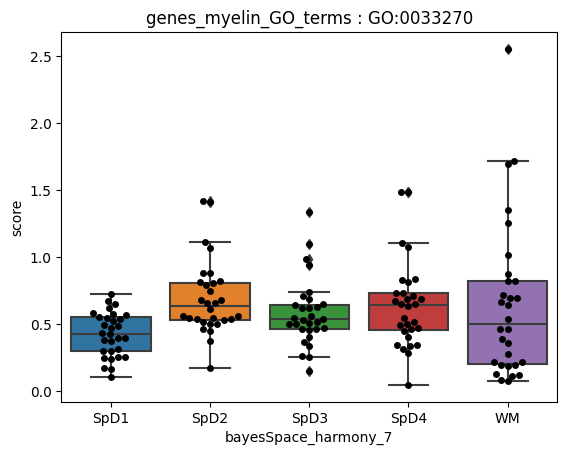 genes_myelin_GO_terms : GO:0033270
2.5
2.0
1.5
1.0
0.5
0.0
score
SpD1 SpD2 SpD3 SpD4 WM
bayesSpace_harmony_7